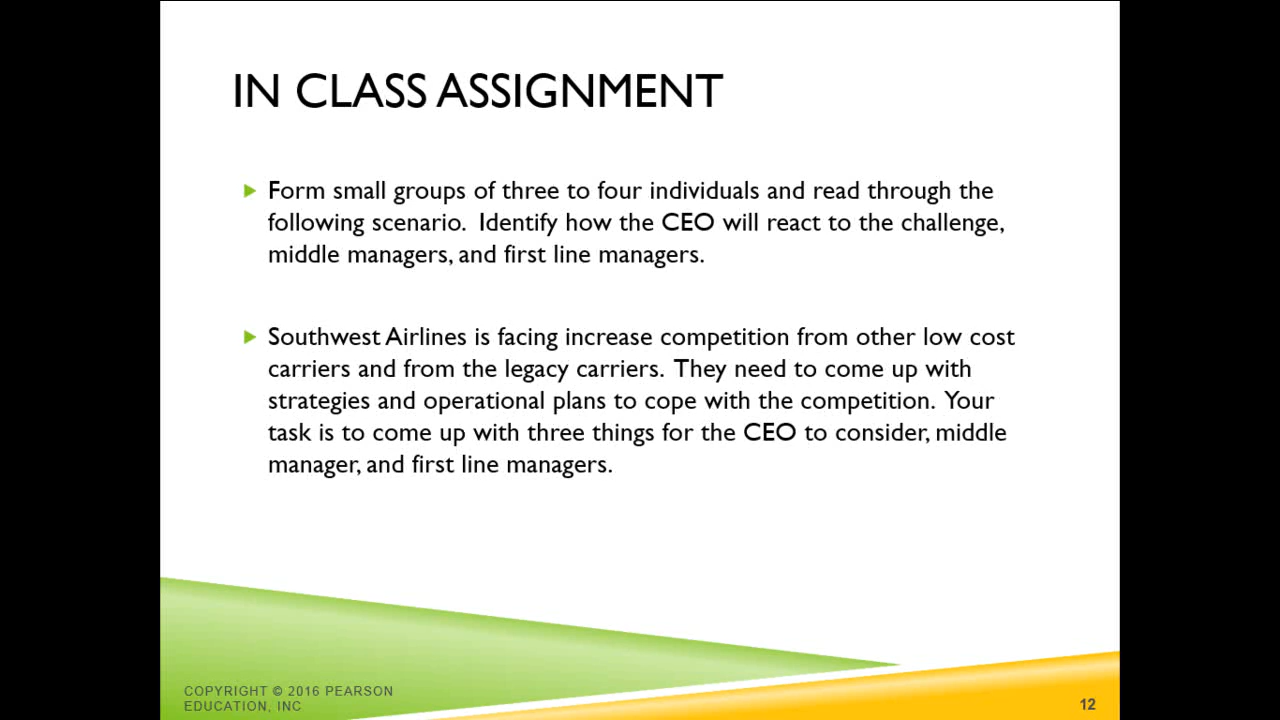 IN CLASS ASSIGNMENT
Form small groups of three to four individuals and read through the
following scenario.  Identify how the CEO will react to the challenge,
middle managers, and first line managers.
Southwest Airlines is facing increase competition from other low cost
carriers and from the legacy carriers.  They need to come up with
strategies and operational plans to cope with the competition.  Your
task is to come up with three things for the CEO to consider, middle
manager, and first line managers.
COPYRIGHT © 2016 PEARSON
EDUCATION, INC
12